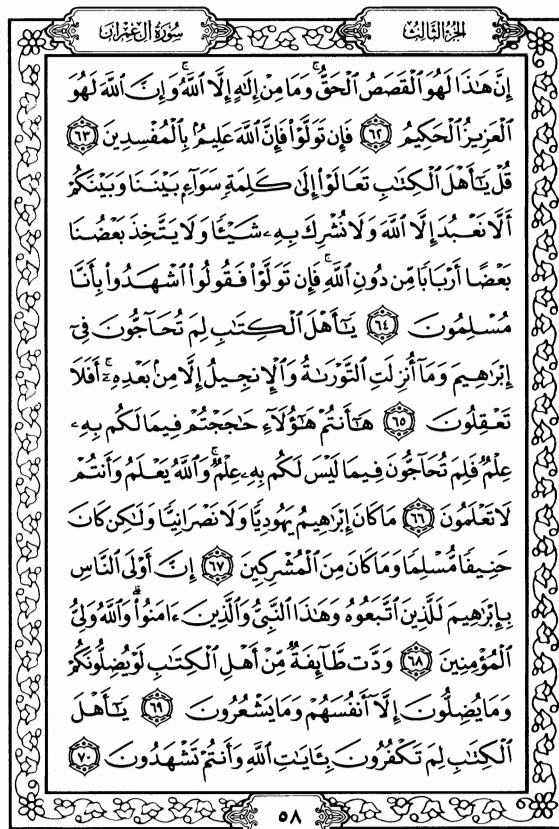 الجزء الثالث
سورة آل عمران
إِنَّ هَٰذَا لَهُوَ ٱلْقَصَصُ ٱلْحَقُّ ۚ وَمَا مِنْ إِلَٰهٍ إِلَّا ٱللَّهُ ۚ وَإِنَّ ٱللَّهَ لَهُوَ
ٱلْعَزِيزُ ٱلْحَكِيمُ ٦٢ فَإِن تَوَلَّوْا۟ فَإِنَّ ٱللَّهَ عَلِيمٌۢ بِٱلْمُفْسِدِينَ ٦٣
قُلْ يَٰٓأَهْلَ ٱلْكِتَٰبِ تَعَالَوْا۟ إِلَىٰ كَلِمَةٍ سَوَآءٍۭ بَيْنَنَا وَبَيْنَكُمْ
أَلَّا نَعْبُدَ إِلَّا ٱللَّهَ وَلَا نُشْرِكَ بِهِۦ شَيْـًٔا وَلَا يَتَّخِذَ بَعْضُنَا
بَعْضًا أَرْبَابًا مِّن دُونِ ٱللَّهِ ۚ فَإِن تَوَلَّوْا۟ فَقُولُوا۟ ٱشْهَدُوا۟ بِأَنَّا
مُسْلِمُونَ ٦٤ يَٰٓأَهْلَ ٱلْكِتَٰبِ لِمَ تُحَآجُّونَ فِىٓ
إِبْرَٰهِيمَ وَمَآ أُنزِلَتِ ٱلتَّوْرَىٰةُ وَٱلْإِنجِيلُ إِلَّا مِنۢ بَعْدِهِۦٓ ۚ أَفَلَا
تَعْقِلُونَ ٦٥ هَٰٓأَنتُمْ هَٰٓؤُلَآءِ حَٰجَجْتُمْ فِيمَا لَكُم بِهِۦ
عِلْمٌ فَلِمَ تُحَآجُّونَ فِيمَا لَيْسَ لَكُم بِهِۦ عِلْمٌ ۚ وَٱللَّهُ يَعْلَمُ وَأَنتُمْ
لَا تَعْلَمُونَ ٦٦ مَا كَانَ إِبْرَٰهِيمُ يَهُودِيًّا وَلَا نَصْرَانِيًّا وَلَٰكِن كَانَ
حَنِيفًا مُّسْلِمًا وَمَا كَانَ مِنَ ٱلْمُشْرِكِينَ ٦٧ إِنَّ أَوْلَى ٱلنَّاسِ
بِإِبْرَٰهِيمَ لَلَّذِينَ ٱتَّبَعُوهُ وَهَٰذَا ٱلنَّبِىُّ وَٱلَّذِينَ ءَامَنُوا۟ ۗ وَٱللَّهُ وَلِىُّ
ٱلْمُؤْمِنِينَ ٦٨ وَدَّت طَّآئِفَةٌ مِّنْ أَهْلِ ٱلْكِتَٰبِ لَوْ يُضِلُّونَكُمْ
وَمَا يُضِلُّونَ إِلَّآ أَنفُسَهُمْ وَمَا يَشْعُرُونَ ٦٩ يَٰٓأَهْلَ
ٱلْكِتَٰبِ لِمَ تَكْفُرُونَ بِـَٔايَٰتِ ٱللَّهِ وَأَنتُمْ تَشْهَدُونَ ٧٠
٥٨